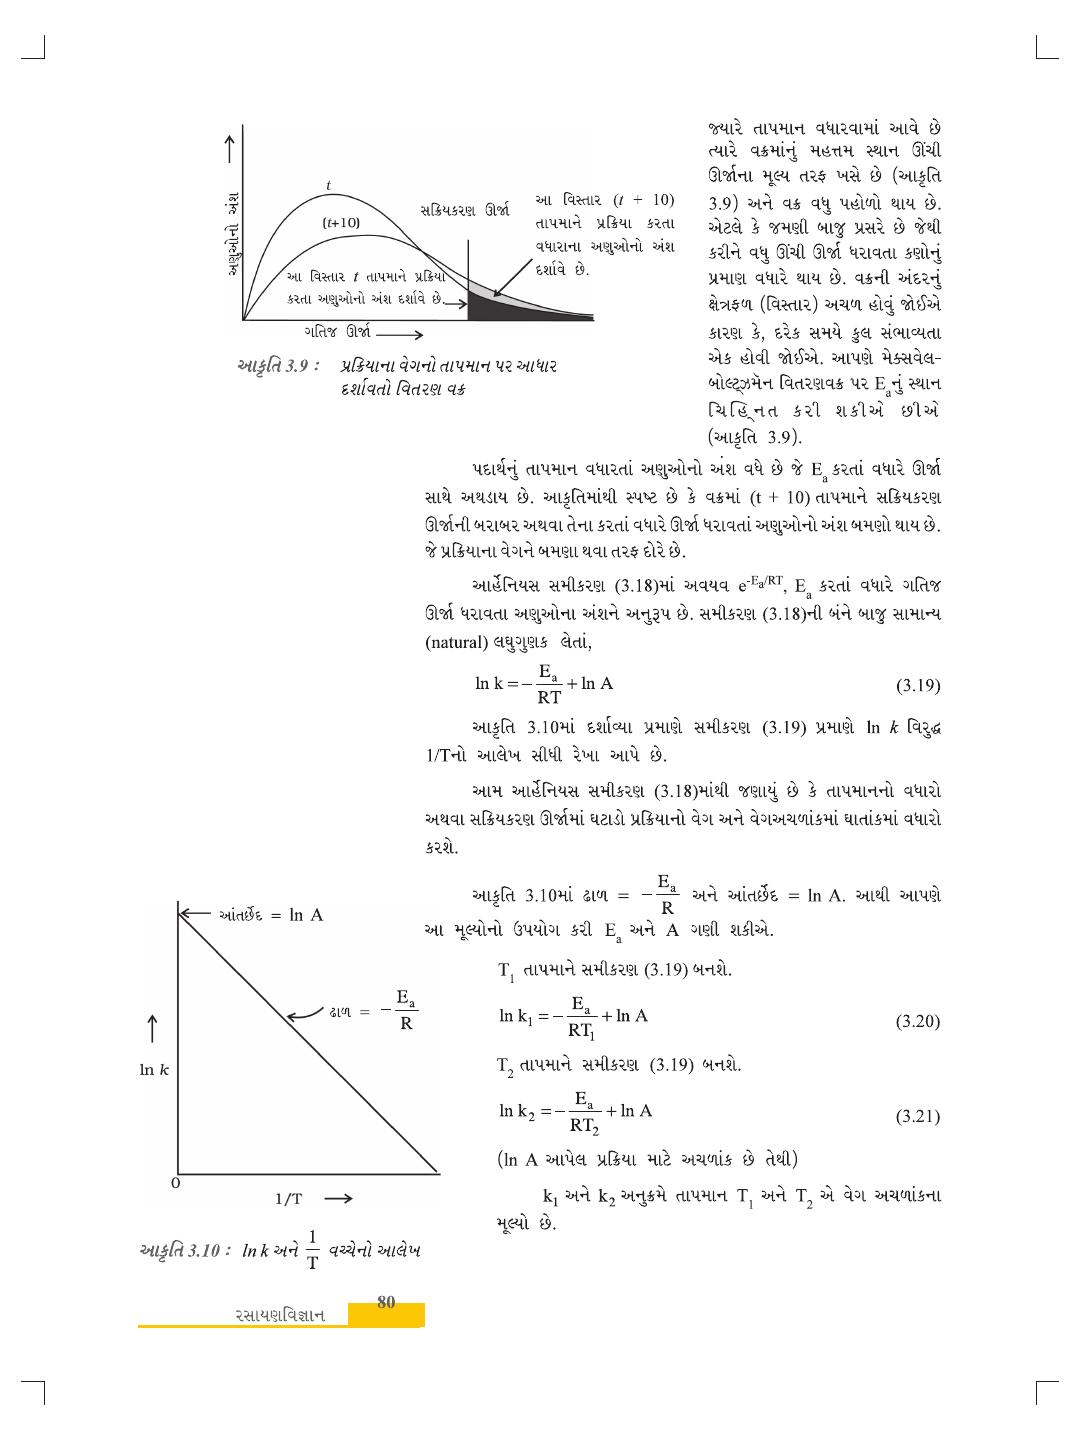 t
(t+10)
સક્રિયકરણ ઊર્જા
આ વિસ્તાર (t + 10)
તાપમાને પ્રક્રિયા કરતા
વધારાના અણુઓનો અંશ
દર્શાવે છે.
આ વિસ્તાર t તાપમાને પ્રક્રિયા
કરતા અણુઓનો અંશ દર્શાવે છે.
અણુઓનો અંશ
ગતિજ ઊર્જા
આકૃતિ 3.9 : પ્રક્રિયાના વેગનો તાપમાન પર આધાર
દર્શાવતો વિતરણ વક્ર
જ્યારે તાપમાન વધારવામાં આવે છે
ત્યારે વક્રમાંનું મહત્તમ સ્થાન ઊંચી
ઊર્જાના મૂલ્ય તરફ ખસે છે (આકૃતિ
3.9) અને વક્ર વધુ પહોળો થાય છે.
એટલે કે જમણી બાજુ પ્રસરે છે જેથી
કરીને વધુ ઊંચી ઊર્જા ધરાવતા કણોનું
પ્રમાણ વધારે થાય છે. વક્રની અંદરનું
ક્ષેત્રફળ (વિસ્તાર) અચળ હોવું જોઈએ
કારણ કે, દરેક સમયે કુલ સંભાવ્યતા
એક હોવી જોઈએ. આપણે મેક્સવેલ-
બોલ્ટ્ઝમૅન વિતરણવક્ર પર Eₐનું સ્થાન
ચિહ્નિત કરી શકીએ છીએ
(આકૃતિ 3.9).
પદાર્થનું તાપમાન વધારતાં અણુઓનો અંશ વધે છે જે Eₐ કરતાં વધારે ઊર્જા
સાથે અથડાય છે. આકૃતિમાંથી સ્પષ્ટ છે કે વક્રમાં (t + 10) તાપમાને સક્રિયકરણ
ઊર્જાની બરાબર અથવા તેના કરતાં વધારે ઊર્જા ધરાવતાં અણુઓનો અંશ બમણો થાય છે.
જે પ્રક્રિયાના વેગને બમણા થવા તરફ દોરે છે.
આર્હેનિયસ સમીકરણ (3.18)માં અવયવ e^-Eₐ/RT, Eₐ કરતાં વધારે ગતિજ
ઊર્જા ધરાવતા અણુઓના અંશને અનુરૂપ છે. સમીકરણ (3.18)ની બંને બાજુ સામાન્ય
(natural) લઘુગુણક લેતાં,
ln k = − Eₐ/RT + ln A (3.19)
આકૃતિ 3.10માં દર્શાવ્યા પ્રમાણે સમીકરણ (3.19) પ્રમાણે ln k વિરુદ્ધ
1/Tનો આલેખ સીધી રેખા આપે છે.
આમ આર્હેનિયસ સમીકરણ (3.18)માંથી જણાયું છે કે તાપમાનનો વધારો
અથવા સક્રિયકરણ ઊર્જામાં ઘટાડો પ્રક્રિયાનો વેગ અને વેગઅચળાંકમાં ઘાતાંકમાં વધારો
કરશે.
આકૃતિ 3.10માં ઢાળ = − Eₐ/R અને આંતર્છેદ = ln A. આથી આપણે
આ મૂલ્યોનો ઉપયોગ કરી Eₐ અને A ગણી શકીએ.
T₁ તાપમાને સમીકરણ (3.19) બનશે.
ln k₁ = − Eₐ/RT₁ + ln A (3.20)
T₂ તાપમાને સમીકરણ (3.19) બનશે.
ln k₂ = − Eₐ/RT₂ + ln A (3.21)
(ln A આપેલ પ્રક્રિયા માટે અચળાંક છે તેથી)
k₁ અને k₂ અનુક્રમે તાપમાન T₁ અને T₂ એ વેગ અચળાંકના
મૂલ્યો છે.
આંતર્છેદ = ln A
ઢાળ = − Eₐ/R
ln k
0
1/T
આકૃતિ 3.10 : ln k અને 1/T વચ્ચેનો આલેખ
80
રસાયણવિજ્ઞાન